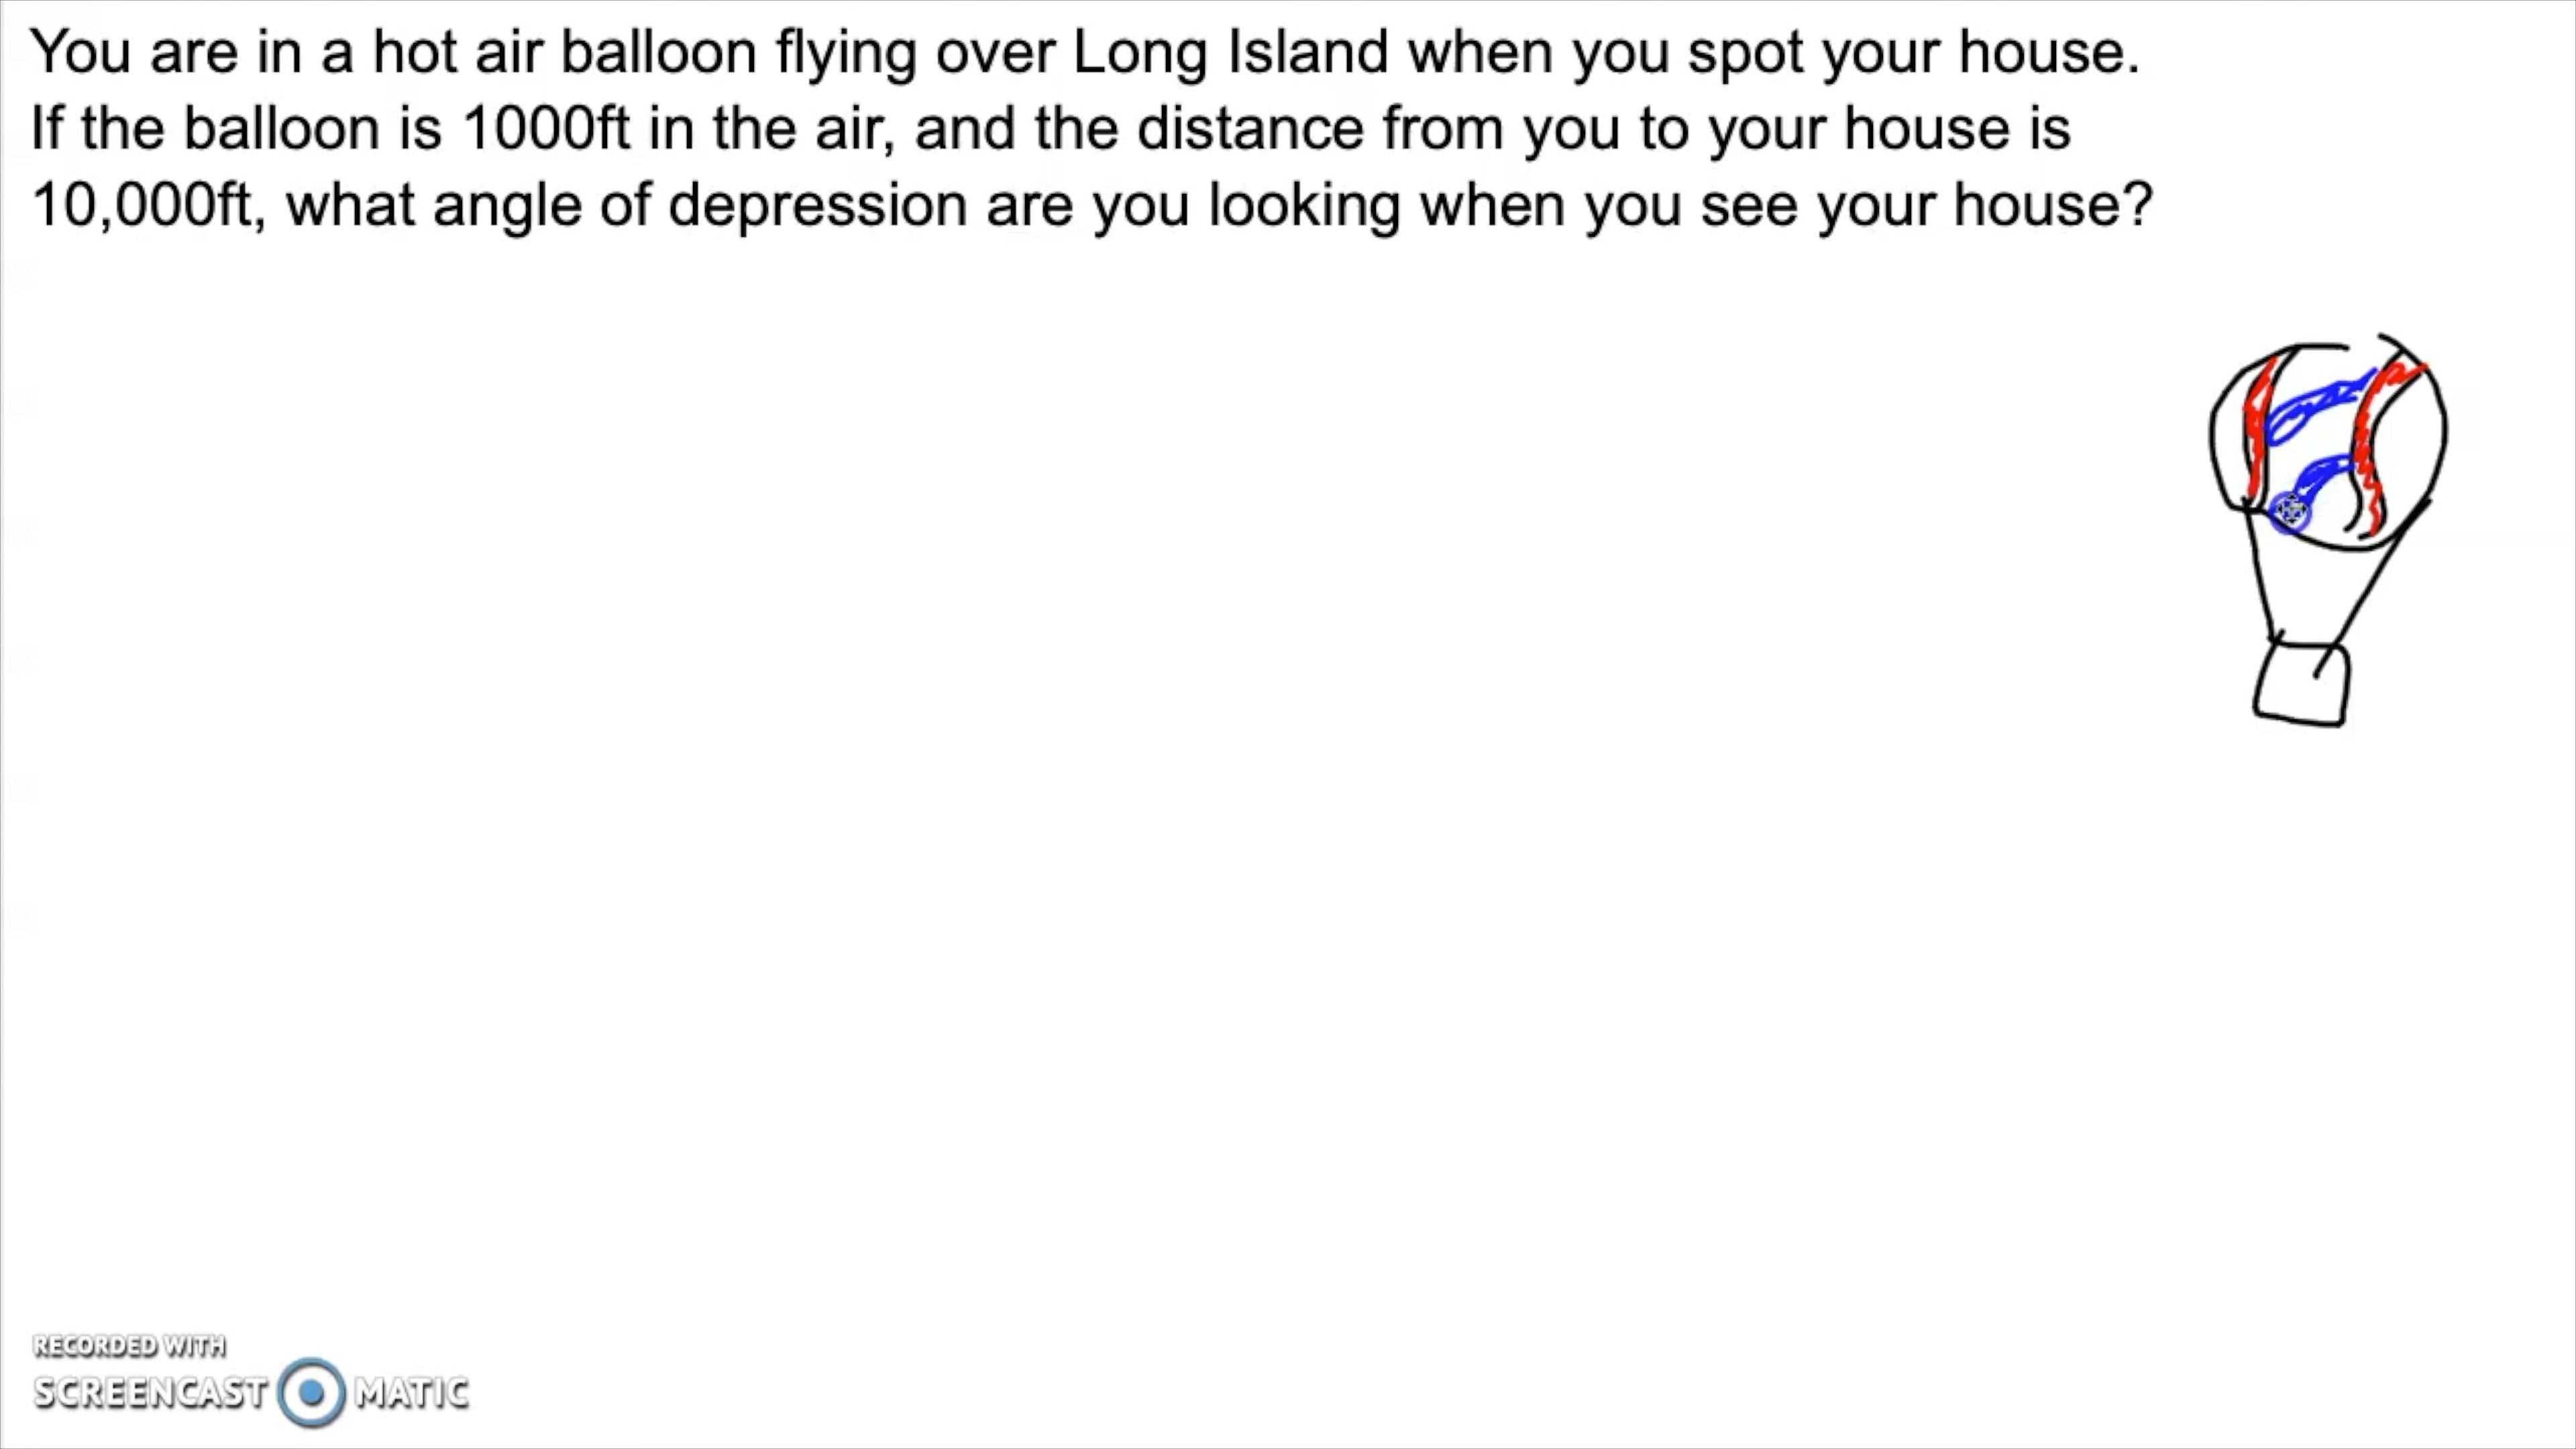 You are in a hot air balloon flying over Long Island when you spot your house.
If the balloon is 1000ft in the air, and the distance from you to your house is
10,000ft, what angle of depression are you looking when you see your house?
RECORDED WITH
SCREENCAST MATIC